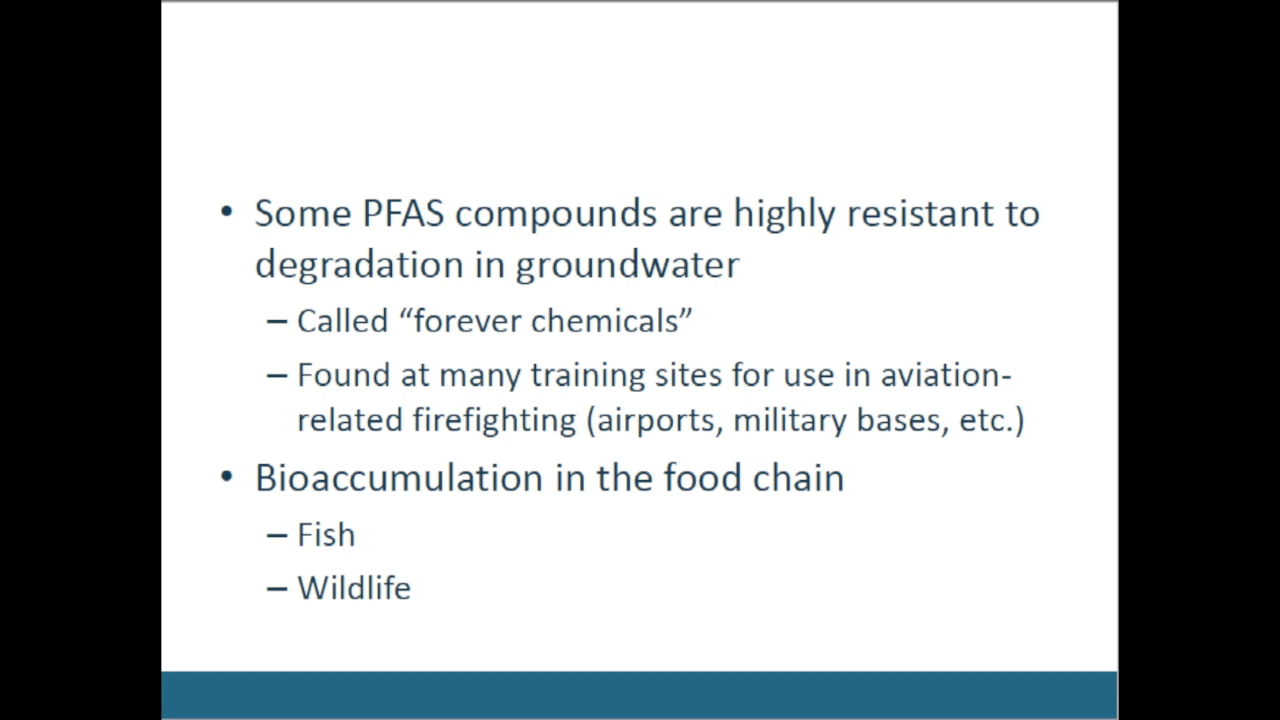 • Some PFAS compounds are highly resistant to
degradation in groundwater
– Called “forever chemicals”
– Found at many training sites for use in aviation-
related firefighting (airports, military bases, etc.)
• Bioaccumulation in the food chain
– Fish
– Wildlife